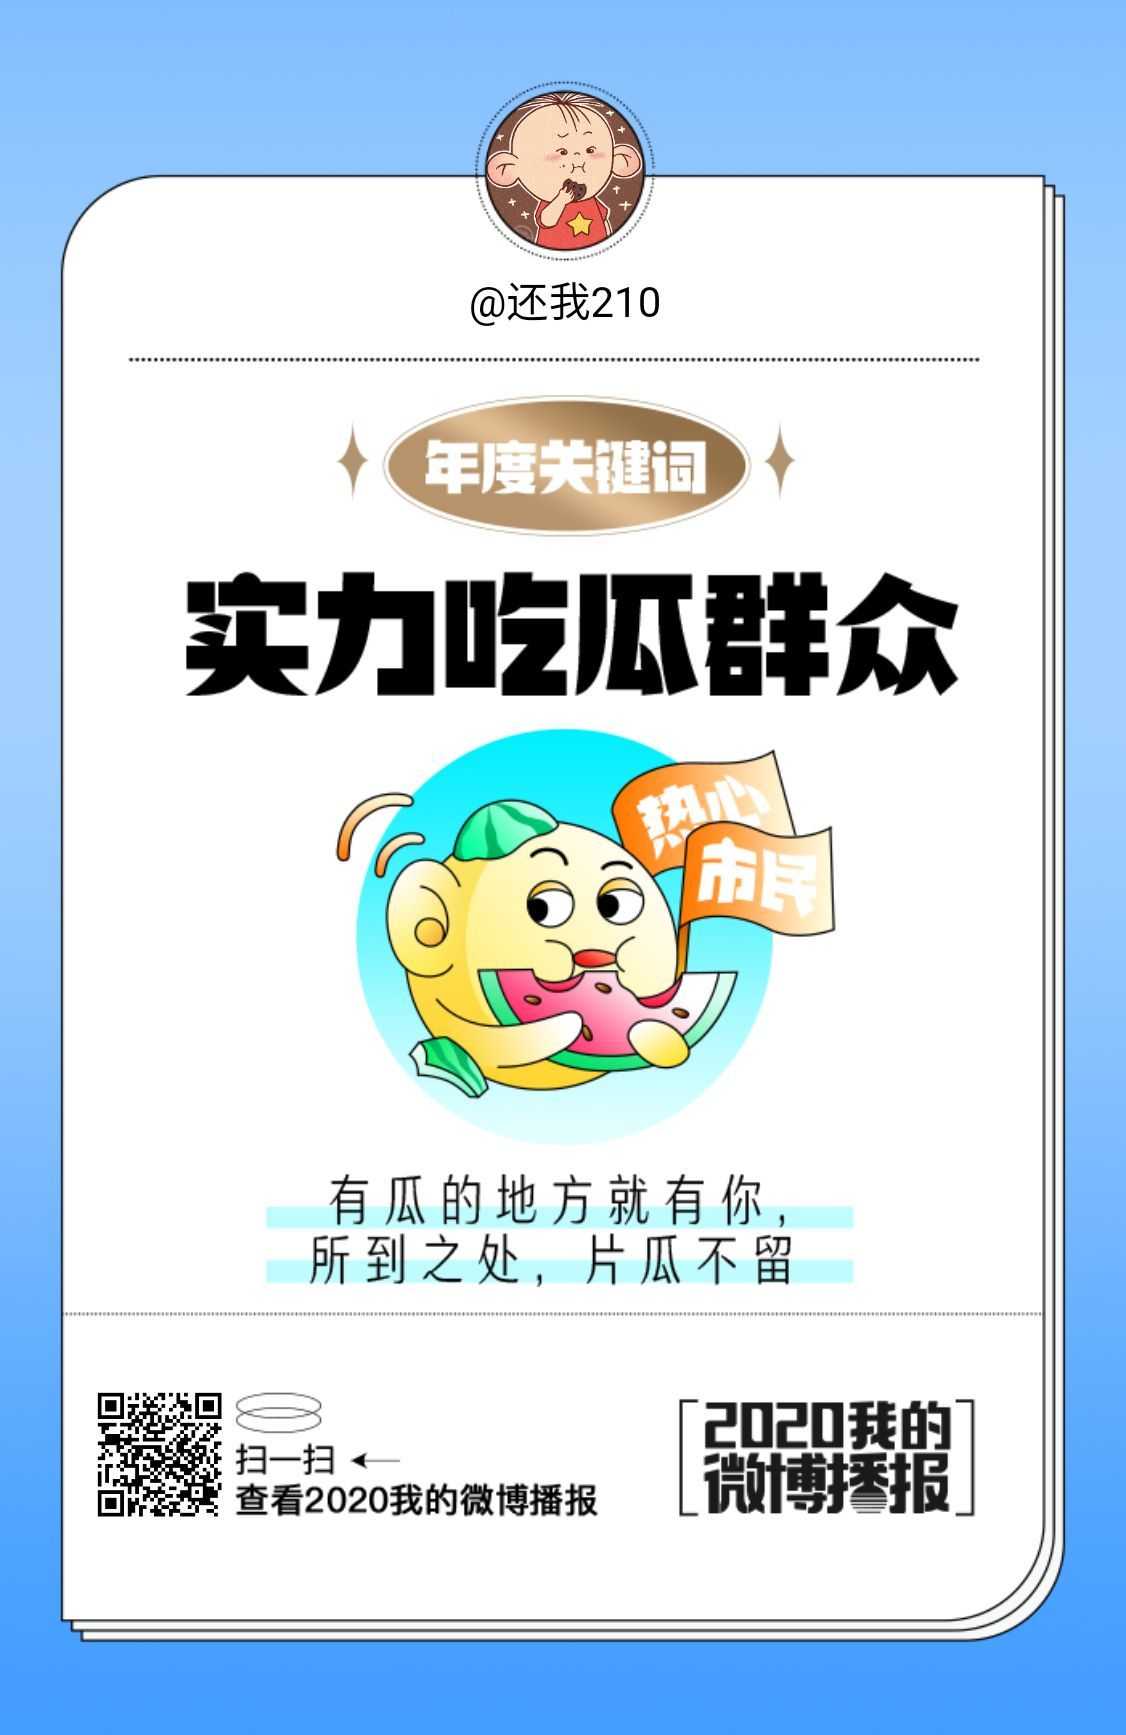 @还我210
年度关键词
实力吃瓜群众
热心
市民
有瓜的地方就有你，
所到之处，片瓜不留
扫一扫
查看2020我的微博播报
2020我的
微博播报